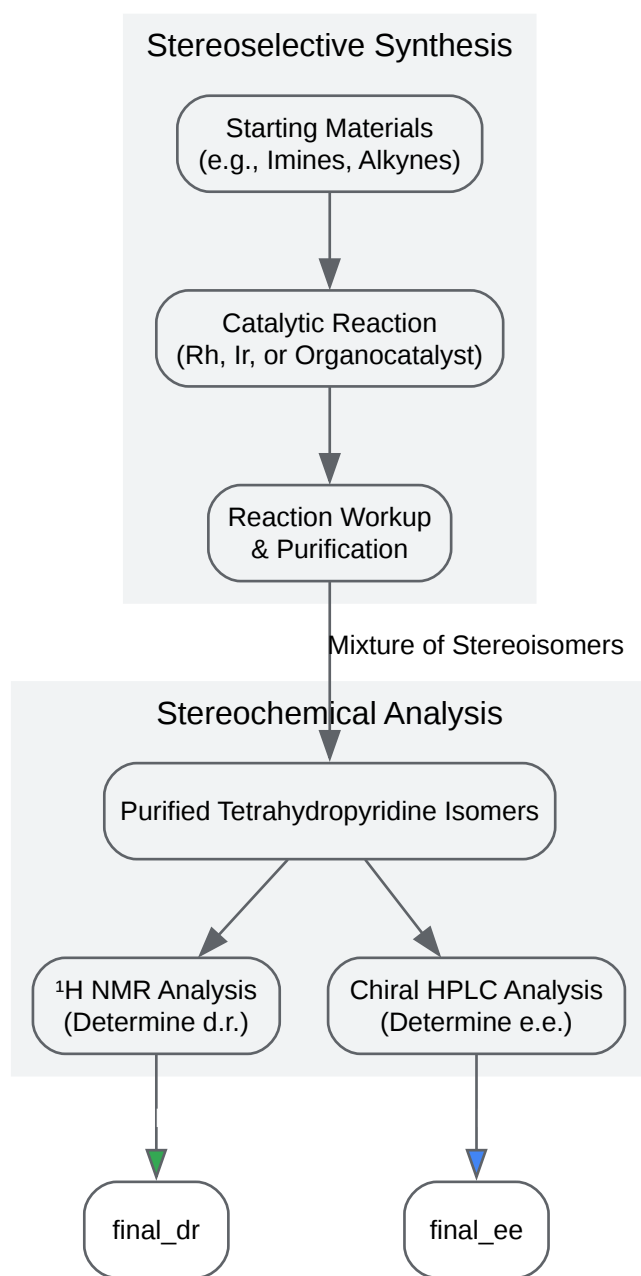 Stereoselective Synthesis
Starting Materials
(e.g., Imines, Alkynes)
Catalytic Reaction
(Rh, Ir, or Organocatalyst)
Reaction Workup
& Purification
Mixture of Stereoisomers
Stereochemical Analysis
Purified Tetrahydropyridine Isomers
¹H NMR Analysis
(Determine d.r.)
Chiral HPLC Analysis
(Determine e.e.)
final_dr
final_ee